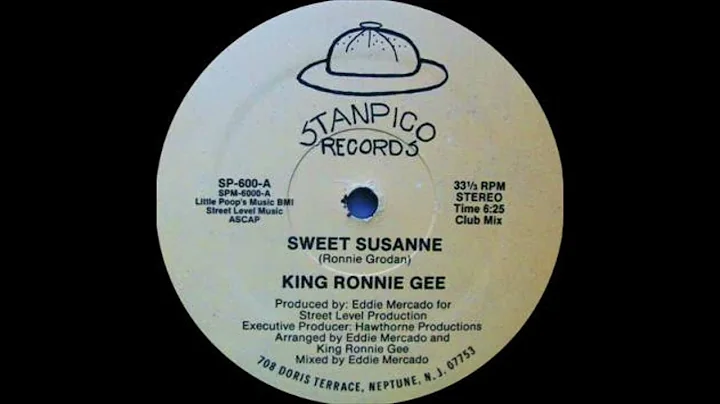 STANPICO
RECORDS
SP-600-A
SPM-6000-A
Little Poop's Music BMI
Street Level Music
ASCAP
33⅓ RPM
STEREO
Time 6:25
Club Mix
SWEET SUSANNE
(Ronnie Grodan)
KING RONNIE GEE
Produced by: Eddie Mercado for
Street Level Production
Executive Producer: Hawthorne Productions
Arranged by Eddie Mercado and
King Ronnie Gee
Mixed by Eddie Mercado
708 DORIS TERRACE, NEPTUNE, N.J. 07753